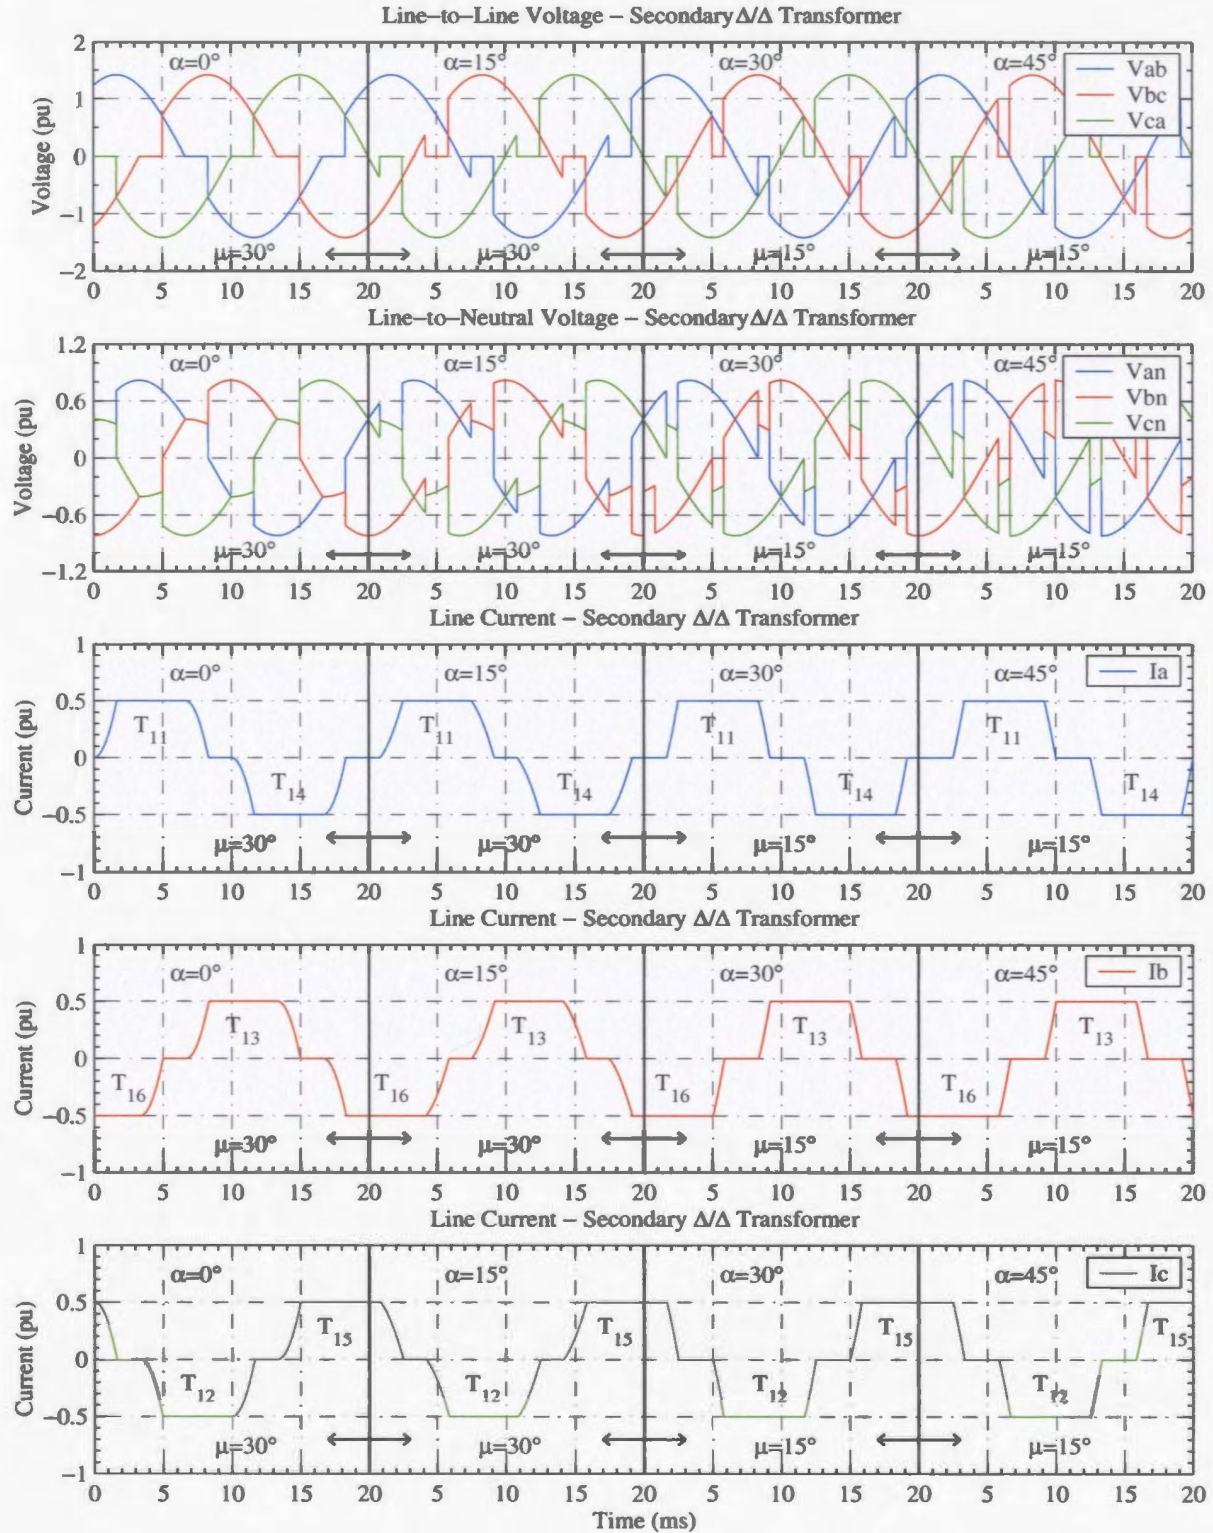 Line–to–Line Voltage – Secondary Δ/Δ Transformer
2
1
0
−1
−2
Voltage (pu)
α=0°
α=15°
α=30°
α=45°
Vab
Vbc
Vca
μ=30°
μ=30°
μ=15°
μ=15°
0 5 10 15 20 5 10 15 20 5 10 15 20 5 10 15 20
Line–to–Neutral Voltage – Secondary Δ/Δ Transformer
1.2
0.6
0
−0.6
−1.2
Voltage (pu)
α=0°
α=15°
α=30°
α=45°
Van
Vbn
Vcn
μ=30°
μ=30°
μ=15°
μ=15°
0 5 10 15 20 5 10 15 20 5 10 15 20 5 10 15 20
Line Current – Secondary Δ/Δ Transformer
1
0.5
0
−0.5
−1
Current (pu)
α=0°
α=15°
α=30°
α=45°
Ia
T11
T11
T11
T11
T14
T14
T14
T14
μ=30°
μ=30°
μ=15°
μ=15°
0 5 10 15 20 5 10 15 20 5 10 15 20 5 10 15 20
Line Current – Secondary Δ/Δ Transformer
1
0.5
0
−0.5
−1
Current (pu)
α=0°
α=15°
α=30°
α=45°
Ib
T13
T13
T13
T13
T16
T16
T16
T16
μ=30°
μ=30°
μ=15°
μ=15°
0 5 10 15 20 5 10 15 20 5 10 15 20 5 10 15 20
Line Current – Secondary Δ/Δ Transformer
1
0.5
0
−0.5
−1
Current (pu)
α=0°
α=15°
α=30°
α=45°
Ic
T15
T15
T15
T15
T12
T12
T12
T12
μ=30°
μ=30°
μ=15°
μ=15°
0 5 10 15 20 5 10 15 20 5 10 15 20 5 10 15 20
Time (ms)